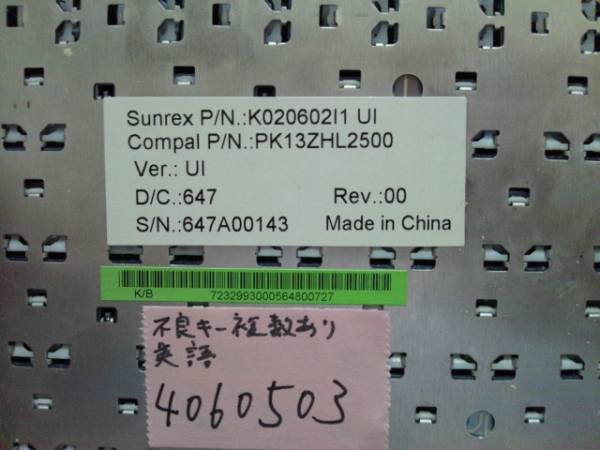 Sunrex P/N.:K020602I1 UI
Compal P/N.:PK13ZHL2500
Ver.: UI
D/C.:647 Rev.:00
S/N.:647A00143 Made in China
K/B 7232993000564800727
不良キー複数あり
英語
4060503